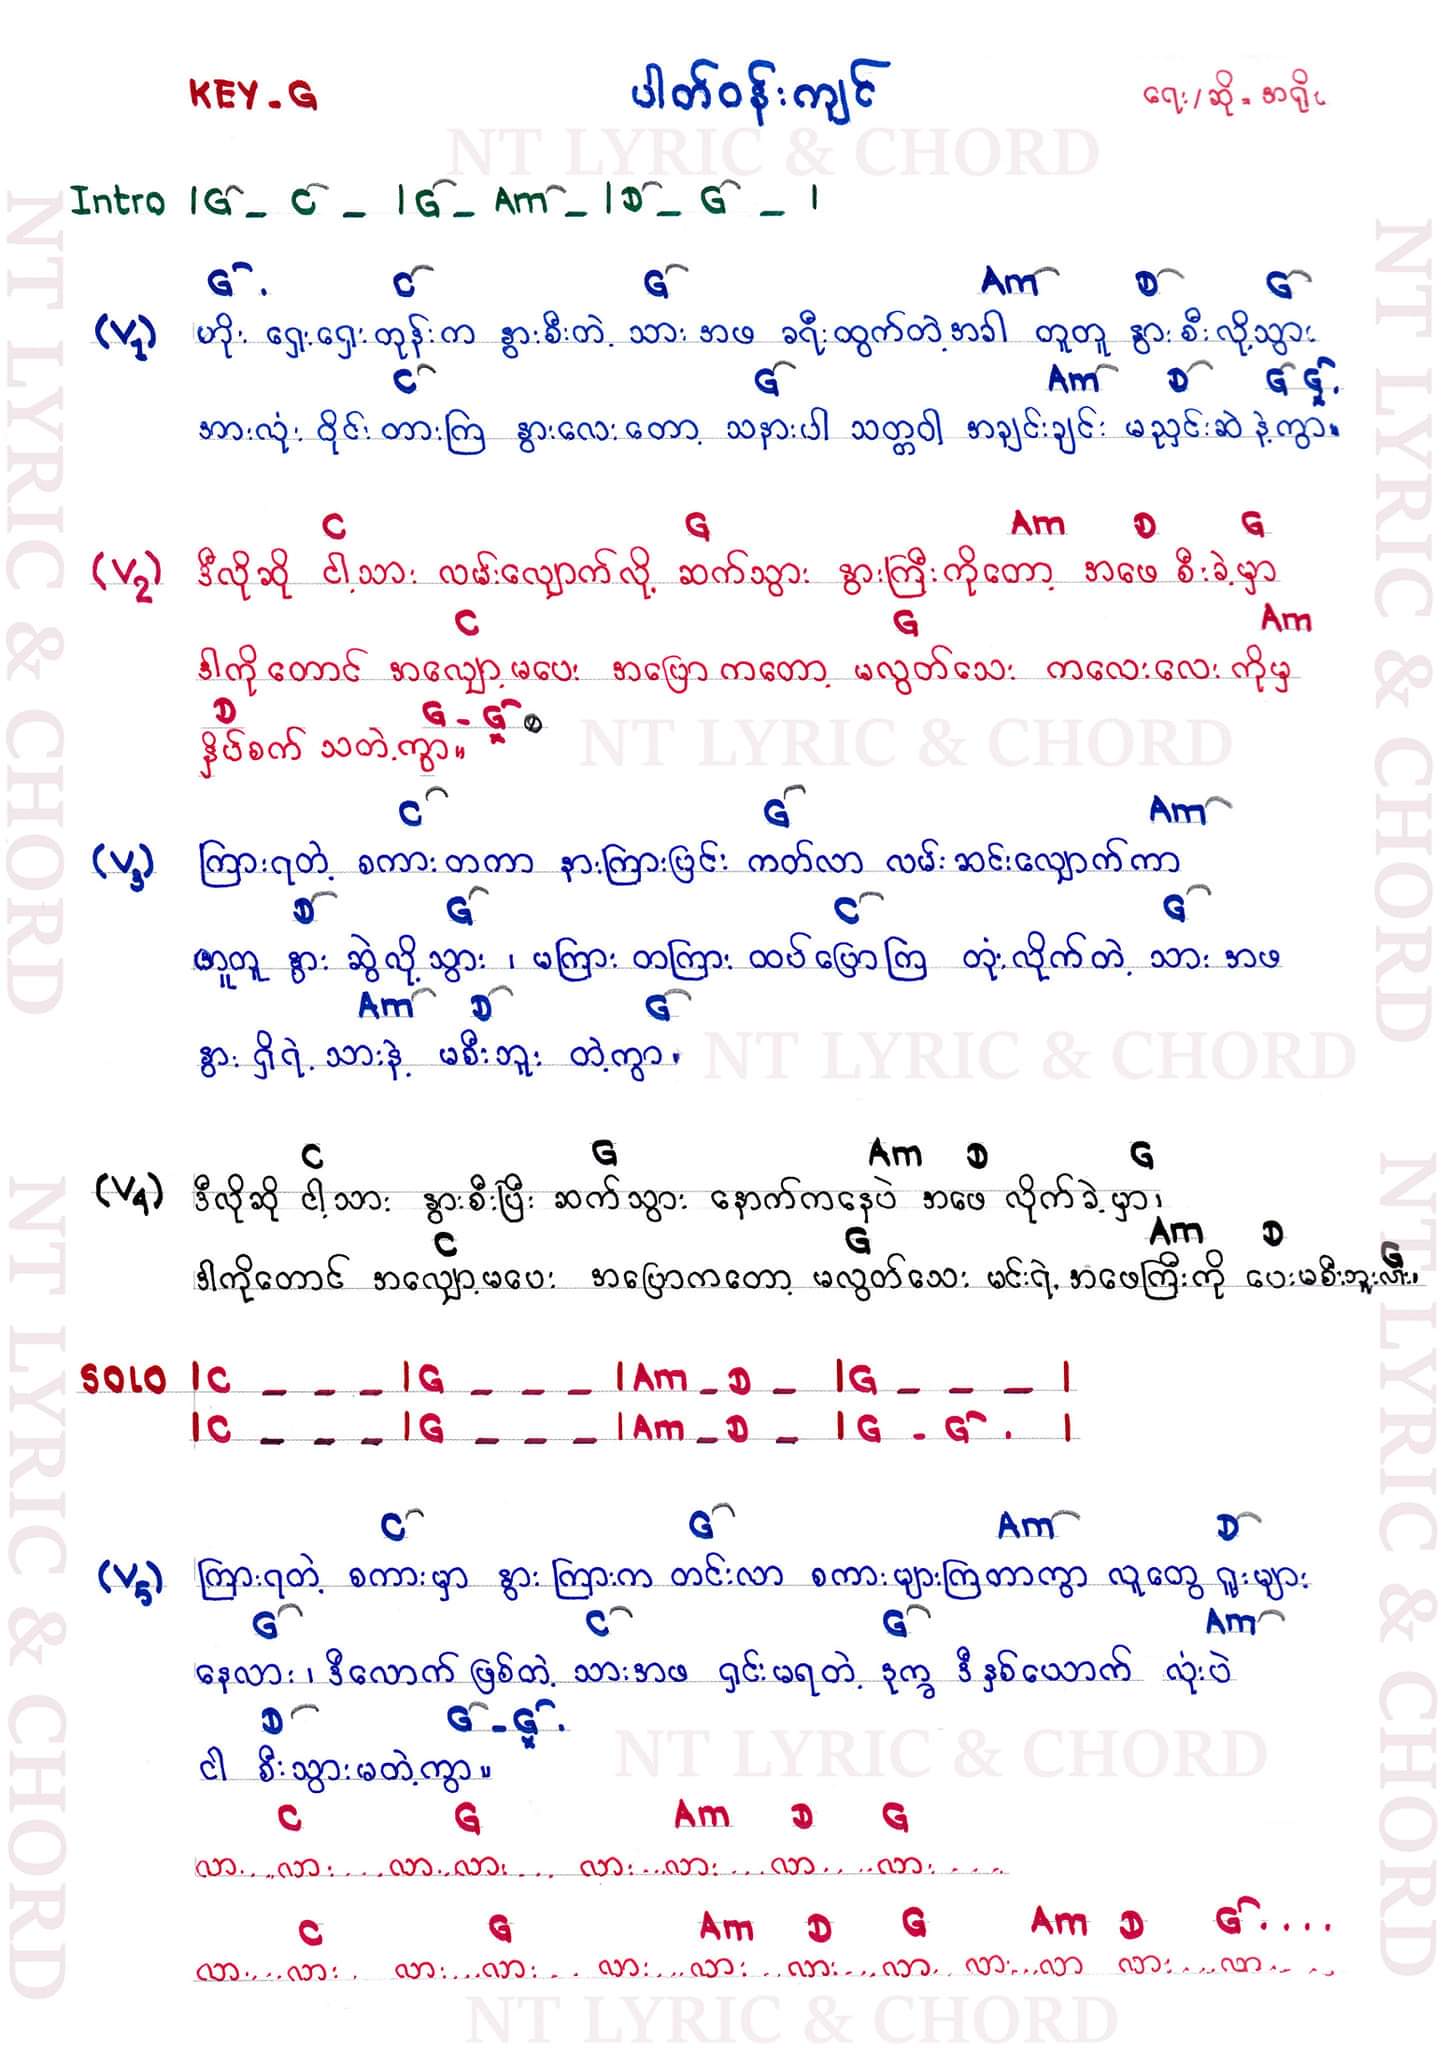 KEY - G ပါတ်ဝန်းကျင် ရေး/ဆို = အရိုး
NT LYRIC & CHORD
Intro |G _ C _ |G _ Am _ |D _ G _ |
G . C G Am D G
(V1) ဟိုး ရှေးရှေးတုန်းက နွားစီးတဲ့ သား အဖ ခရီးထွက်တဲ့အခါ တူတူ နွား စီး လို့သွား
C G Am D G G.
အားလုံး ဝိုင်း တားကြ နွားလေးတော့ သနားပါ သတ္တဝါ အချင်းချင်း မညှင်းဆဲ နဲ့ကွာ။
C G Am D G
(V2) ဒီလိုဆို ငါ့သား လမ်းလျှောက်လို့ ဆက်သွား နွားကြီးကိုတော့ အဖေ စီးခဲ့မှာ
C G Am
ဒါကိုတောင် အလျှော့မပေး အပြောကတော့ မလွတ်သေး ကလေးလေး ကိုမှ
D G - G
NT LYRIC & CHORD
နှိပ်စက် သတဲ့ကွာ။
C G Am
(V3) ကြားရတဲ့ စကား တကာ နားကြားပြင်း ကတ်လာ လမ်းဆင်းလျှောက်ကာ
D G C G
တူတူ နွား ဆွဲလို့သွား ၊ မကြား တကြား ထပ်ပြောကြ တုံးလိုက်တဲ့ သား အဖ
Am D G
နွား ရှိရဲ့သားနဲ့ မစီးဘူး တဲ့ကွာ၊
NT LYRIC & CHORD
C G Am D G
(V4) ဒီလိုဆို ငါ့သား နွားစီးပြီး ဆက်သွား နောက်ကနေပဲ အဖေ လိုက်ခဲ့မှာ၊
C G Am D G
ဒါကိုတောင် အလျှော့မပေး အပြောကတော့ မလွတ်သေး မင်းရဲ့အဖေကြီးကို ပေးမစီးဘူးလား၊
SOLO |C _ _ _ |G _ _ _ |Am _ D _ |G _ _ _ |
|C _ _ _ |G _ _ _ |Am _ D _ |G - G . |
C G Am D
(V5) ကြားရတဲ့ စကားမှာ နွား ကြားက တင်းလာ စကားများကြတာကွာ လူတွေ ရူးများ
G C G Am
နေလား ၊ ဒီလောက် ဖြစ်တဲ့ သားအဖ ရှင်းမရတဲ့ ဒုက္ခ ဒီနှစ်ယောက် လုံးပဲ
D G - G.
ငါ စီးသွားမတဲ့ကွာ။
NT LYRIC & CHORD
C G Am D G
လာ....လား....လာ..လား.... လား...လား....လာ.....လား....
C G Am D G Am D G....
လာ....လား. လား....လား... လား....လား...လား....လာ.. လား...လာ လား....လာ....
NT LYRIC & CHORD
NT LYRIC & CHORD
NT LYRIC & CHORD
NT LYRIC & CHORD
NT LYRIC & CHORD